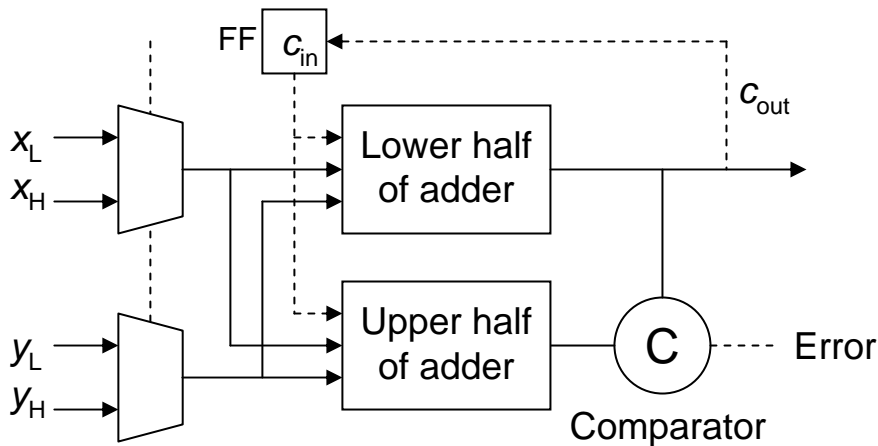 FF
c_in
c_out
x_L
x_H
Lower half
of adder
y_L
y_H
Upper half
of adder
C
Error
Comparator